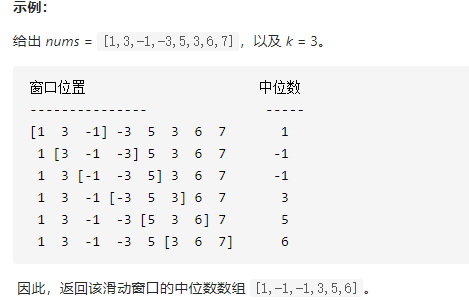 示例：
给出 nums = [1,3,-1,-3,5,3,6,7]，以及 k = 3。
窗口位置                      中位数
---------------               -----
[1  3  -1] -3  5  3  6  7       1
 1 [3  -1  -3] 5  3  6  7      -1
 1  3 [-1  -3  5] 3  6  7      -1
 1  3  -1 [-3  5  3] 6  7       3
 1  3  -1  -3 [5  3  6] 7       5
 1  3  -1  -3  5 [3  6  7]      6
因此，返回该滑动窗口的中位数数组 [1,-1,-1,3,5,6]。